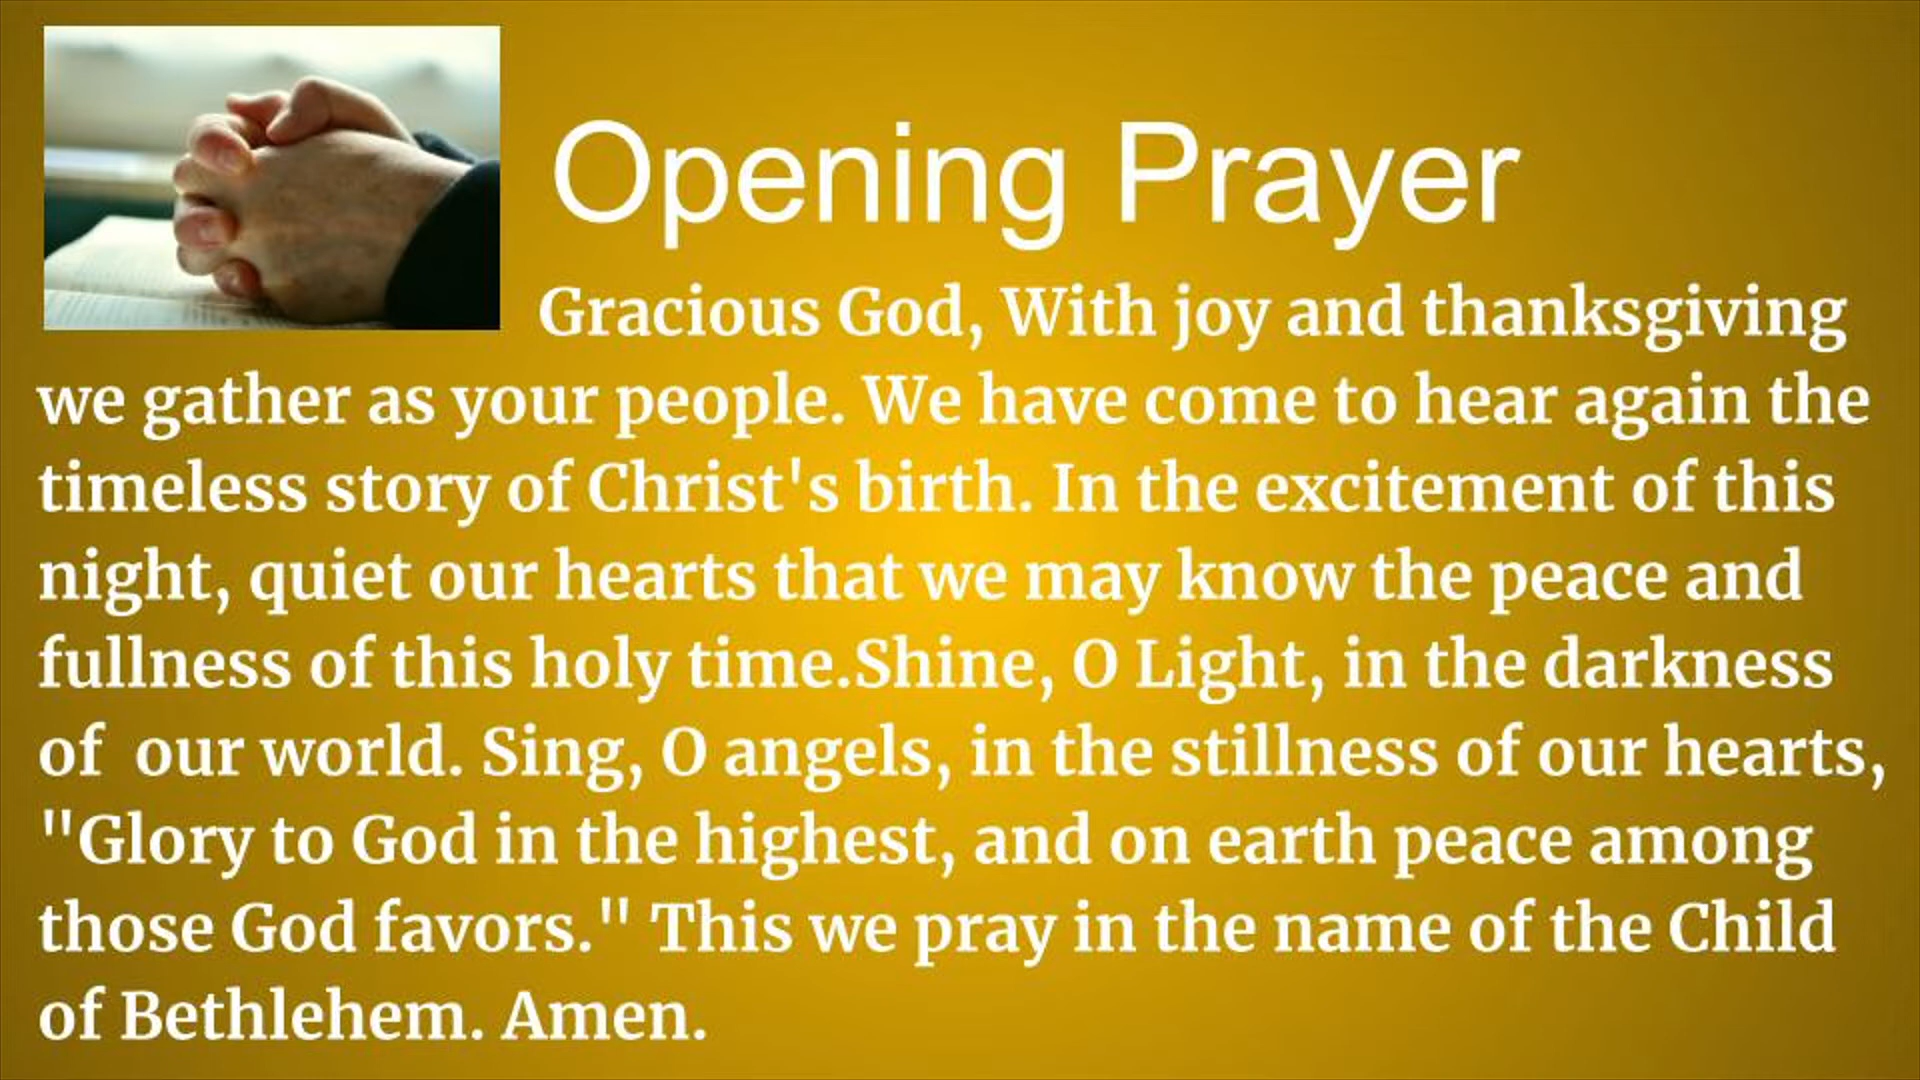 Opening Prayer
Gracious God, With joy and thanksgiving
we gather as your people. We have come to hear again the
timeless story of Christ's birth. In the excitement of this
night, quiet our hearts that we may know the peace and
fullness of this holy time.Shine, O Light, in the darkness
of  our world. Sing, O angels, in the stillness of our hearts,
"Glory to God in the highest, and on earth peace among
those God favors." This we pray in the name of the Child
of Bethlehem. Amen.